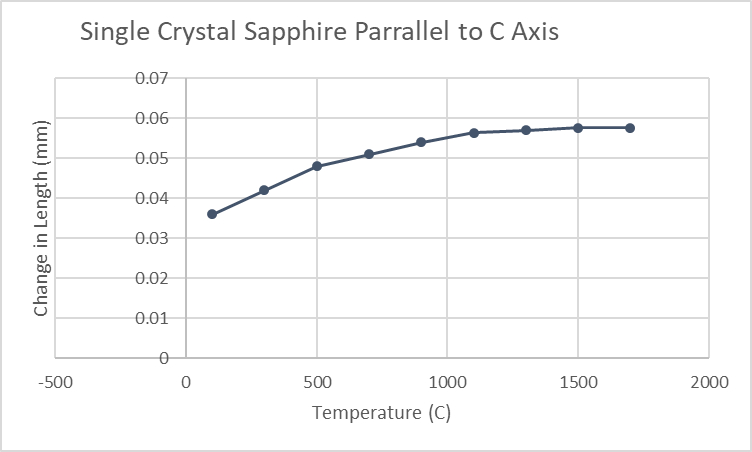 Single Crystal Sapphire Parrallel to C Axis
0.07
0.06
0.05
0.04
0.03
0.02
0.01
0
Change in Length (mm)
-500 0 500 1000 1500 2000
Temperature (C)